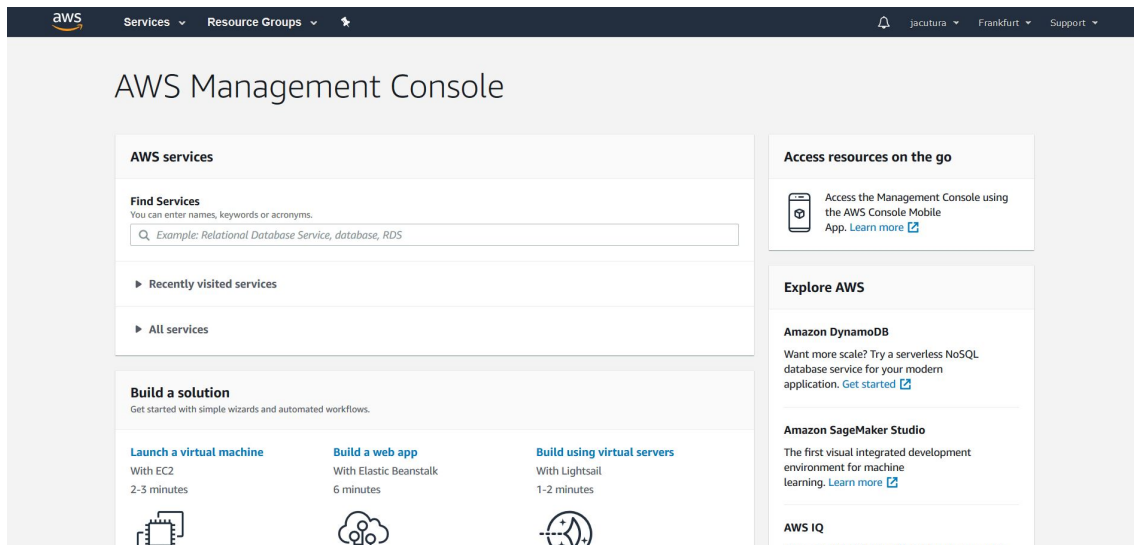 aws
Services
Resource Groups
jacutura
Frankfurt
Support
AWS Management Console
AWS services
Find Services
You can enter names, keywords or acronyms.
Example: Relational Database Service, database, RDS
Recently visited services
All services
Build a solution
Get started with simple wizards and automated workflows.
Launch a virtual machine
With EC2
2-3 minutes
Build a web app
With Elastic Beanstalk
6 minutes
Build using virtual servers
With Lightsail
1-2 minutes
Access resources on the go
Access the Management Console using
the AWS Console Mobile
App. Learn more
Explore AWS
Amazon DynamoDB
Want more scale? Try a serverless NoSQL
database service for your modern
application. Get started
Amazon SageMaker Studio
The first visual integrated development
environment for machine
learning. Learn more
AWS IQ